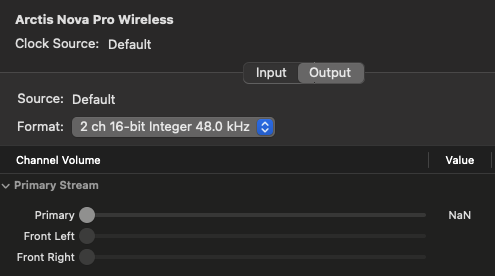 Arctis Nova Pro Wireless
Clock Source: Default
Input Output
Source: Default
Format: 2 ch 16-bit Integer 48.0 kHz
Channel Volume Value
Primary Stream
Primary NaN
Front Left
Front Right